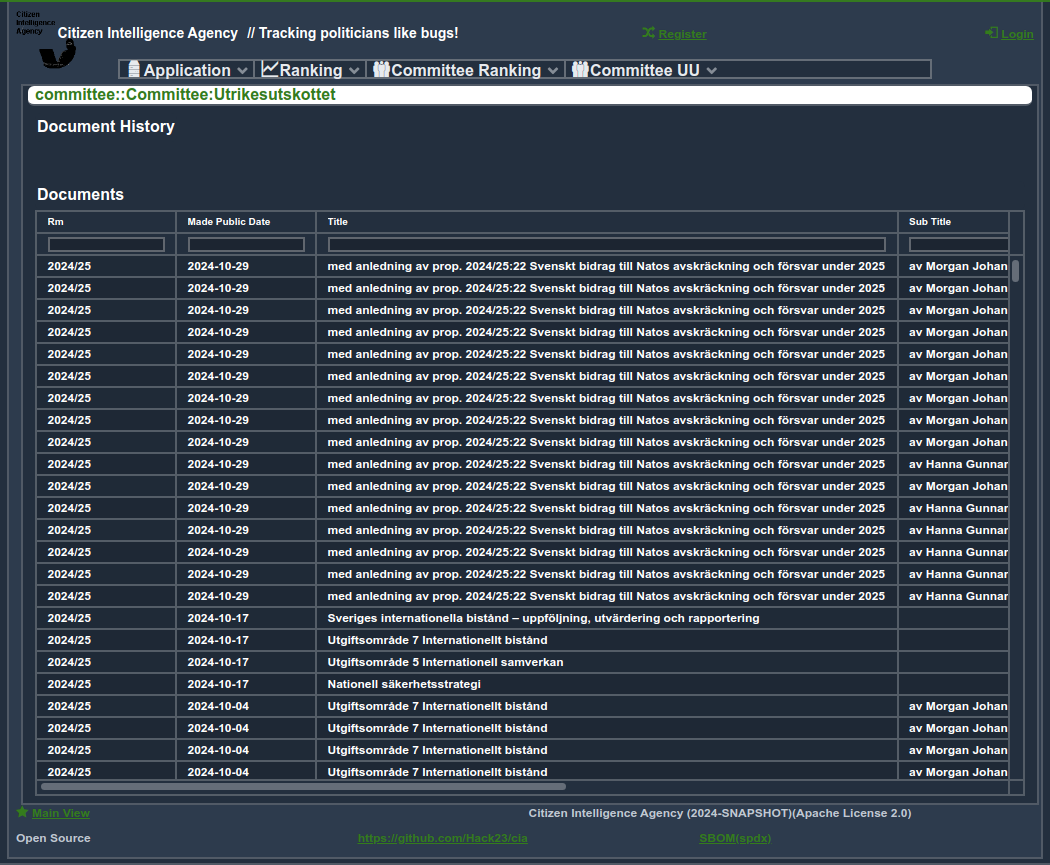 Citizen
Intelligence
Agency
Citizen Intelligence Agency // Tracking politicians like bugs!
Register
Login
Application
Ranking
Committee Ranking
Committee UU
committee::Committee:Utrikesutskottet
Document History
Documents
Rm Made Public Date Title Sub Title
2024/25 2024-10-29 med anledning av prop. 2024/25:22 Svenskt bidrag till Natos avskräckning och försvar under 2025 av Morgan Johan
2024/25 2024-10-29 med anledning av prop. 2024/25:22 Svenskt bidrag till Natos avskräckning och försvar under 2025 av Morgan Johan
2024/25 2024-10-29 med anledning av prop. 2024/25:22 Svenskt bidrag till Natos avskräckning och försvar under 2025 av Morgan Johan
2024/25 2024-10-29 med anledning av prop. 2024/25:22 Svenskt bidrag till Natos avskräckning och försvar under 2025 av Morgan Johan
2024/25 2024-10-29 med anledning av prop. 2024/25:22 Svenskt bidrag till Natos avskräckning och försvar under 2025 av Morgan Johan
2024/25 2024-10-29 med anledning av prop. 2024/25:22 Svenskt bidrag till Natos avskräckning och försvar under 2025 av Morgan Johan
2024/25 2024-10-29 med anledning av prop. 2024/25:22 Svenskt bidrag till Natos avskräckning och försvar under 2025 av Morgan Johan
2024/25 2024-10-29 med anledning av prop. 2024/25:22 Svenskt bidrag till Natos avskräckning och försvar under 2025 av Morgan Johan
2024/25 2024-10-29 med anledning av prop. 2024/25:22 Svenskt bidrag till Natos avskräckning och försvar under 2025 av Morgan Johan
2024/25 2024-10-29 med anledning av prop. 2024/25:22 Svenskt bidrag till Natos avskräckning och försvar under 2025 av Hanna Gunnar
2024/25 2024-10-29 med anledning av prop. 2024/25:22 Svenskt bidrag till Natos avskräckning och försvar under 2025 av Morgan Johan
2024/25 2024-10-29 med anledning av prop. 2024/25:22 Svenskt bidrag till Natos avskräckning och försvar under 2025 av Hanna Gunnar
2024/25 2024-10-29 med anledning av prop. 2024/25:22 Svenskt bidrag till Natos avskräckning och försvar under 2025 av Hanna Gunnar
2024/25 2024-10-29 med anledning av prop. 2024/25:22 Svenskt bidrag till Natos avskräckning och försvar under 2025 av Hanna Gunnar
2024/25 2024-10-29 med anledning av prop. 2024/25:22 Svenskt bidrag till Natos avskräckning och försvar under 2025 av Hanna Gunnar
2024/25 2024-10-29 med anledning av prop. 2024/25:22 Svenskt bidrag till Natos avskräckning och försvar under 2025 av Hanna Gunnar
2024/25 2024-10-17 Sveriges internationella bistånd – uppföljning, utvärdering och rapportering
2024/25 2024-10-17 Utgiftsområde 7 Internationellt bistånd
2024/25 2024-10-17 Utgiftsområde 5 Internationell samverkan
2024/25 2024-10-17 Nationell säkerhetsstrategi
2024/25 2024-10-04 Utgiftsområde 7 Internationellt bistånd av Morgan Johan
2024/25 2024-10-04 Utgiftsområde 7 Internationellt bistånd av Morgan Johan
2024/25 2024-10-04 Utgiftsområde 7 Internationellt bistånd av Morgan Johan
2024/25 2024-10-04 Utgiftsområde 7 Internationellt bistånd av Morgan Johan
Main View
Citizen Intelligence Agency (2024-SNAPSHOT)(Apache License 2.0)
Open Source
https://github.com/Hack23/cia
SBOM(spdx)